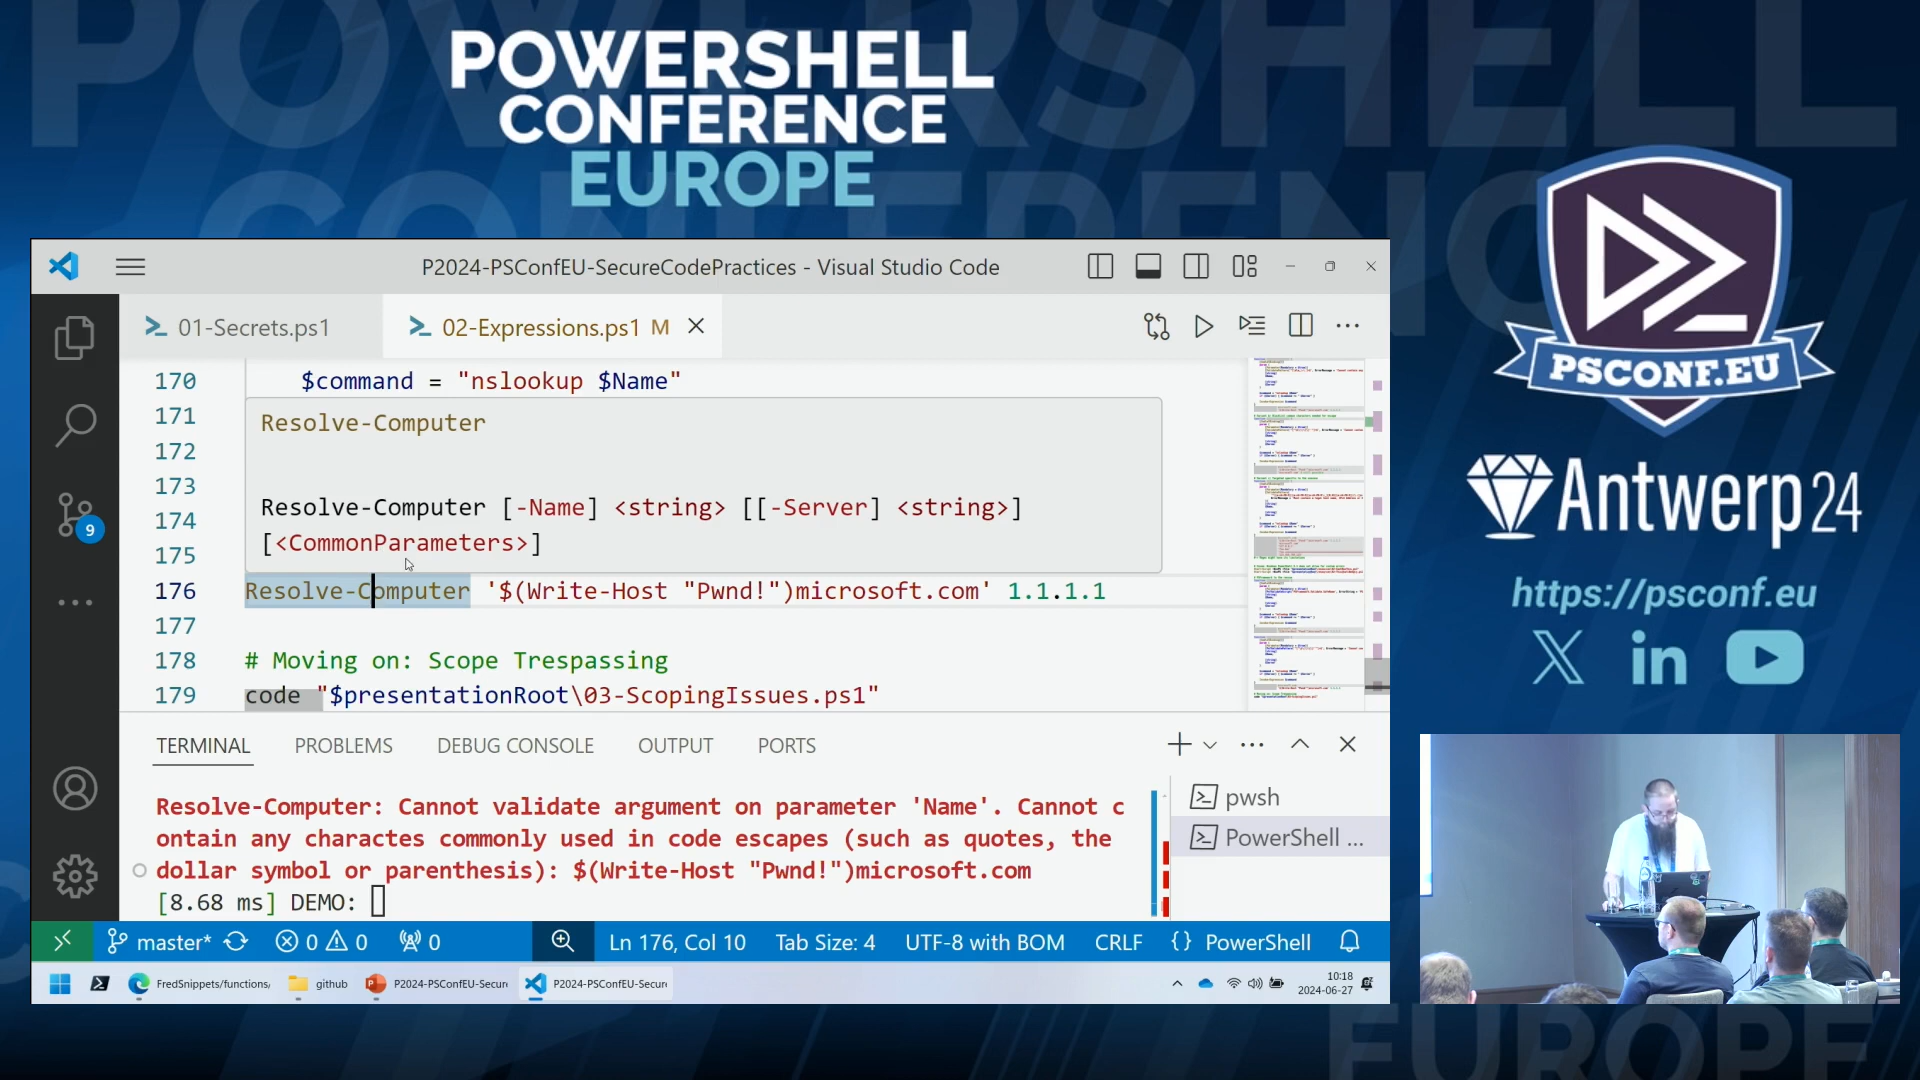 POWERSHELL
CONFERENCE
EUROPE
P2024-PSConfEU-SecureCodePractices - Visual Studio Code
01-Secrets.ps1
02-Expressions.ps1 M
170 $command = "nslookup $Name"
171
Resolve-Computer
172
173
174
Resolve-Computer [-Name] <string> [[-Server] <string>]
[<CommonParameters>]
175
176 Resolve-Computer '$(Write-Host "Pwnd!")microsoft.com' 1.1.1.1
177
178 # Moving on: Scope Trespassing
179 code "$presentationRoot\03-ScopingIssues.ps1"
9
TERMINAL PROBLEMS DEBUG CONSOLE OUTPUT PORTS
Resolve-Computer: Cannot validate argument on parameter 'Name'. Cannot c
ontain any charactes commonly used in code escapes (such as quotes, the
dollar symbol or parenthesis): $(Write-Host "Pwnd!")microsoft.com
[8.68 ms] DEMO:
pwsh
PowerShell ...
master* 0 0 0 Ln 176, Col 10 Tab Size: 4 UTF-8 with BOM CRLF {} PowerShell
FredSnippets/functions/ github P2024-PSConfEU-Secur P2024-PSConfEU-Secur
10:18
2024-06-27
PSCONF.EU
Antwerp 24
https://psconf.eu
X in
POWERSHELL
CONFERENCE
EUROPE